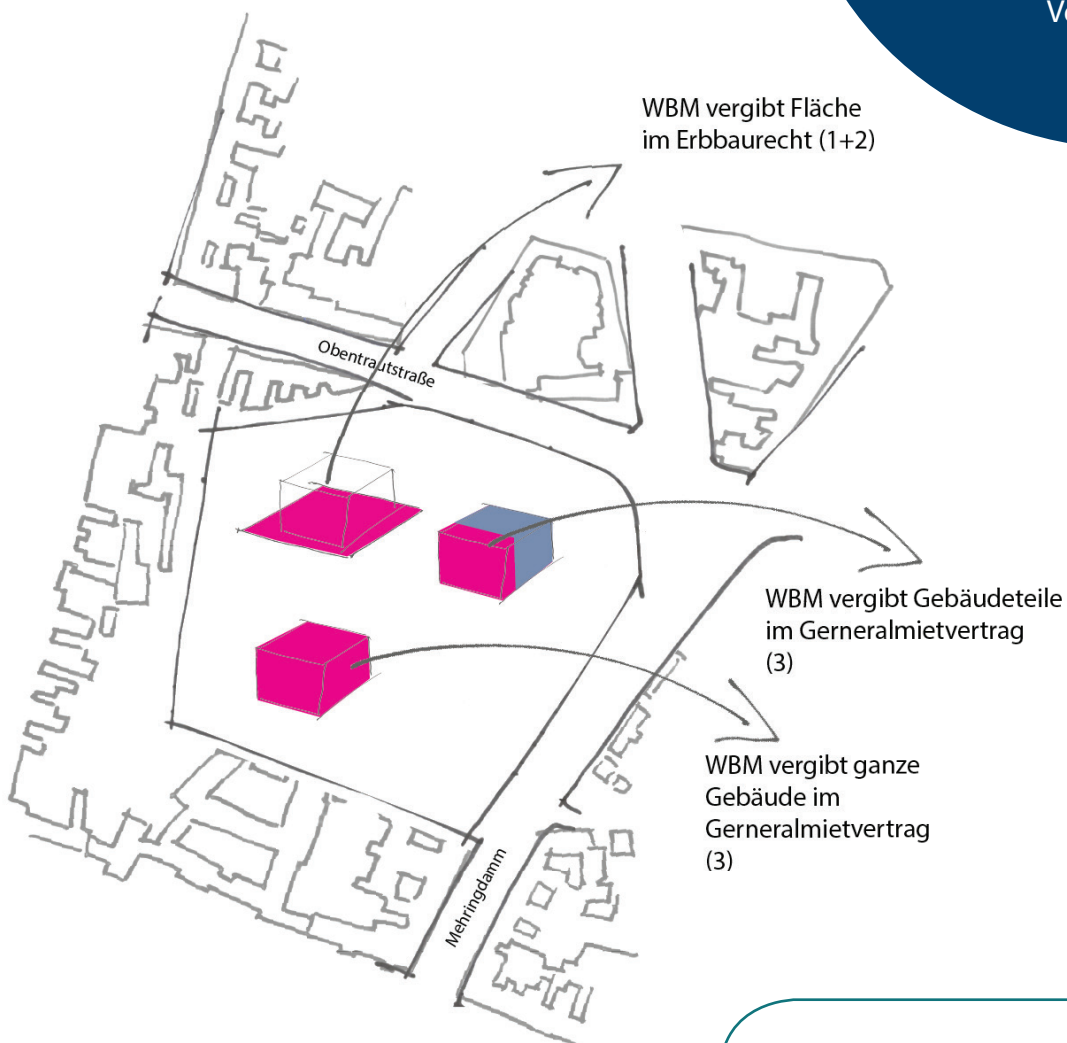 WBM vergibt Fläche
im Erbbaurecht (1+2)
Obentrautstraße
WBM vergibt Gebäudeteile
im Gerneralmietvertrag
(3)
WBM vergibt ganze
Gebäude im
Gerneralmietvertrag
(3)
Mehringdamm